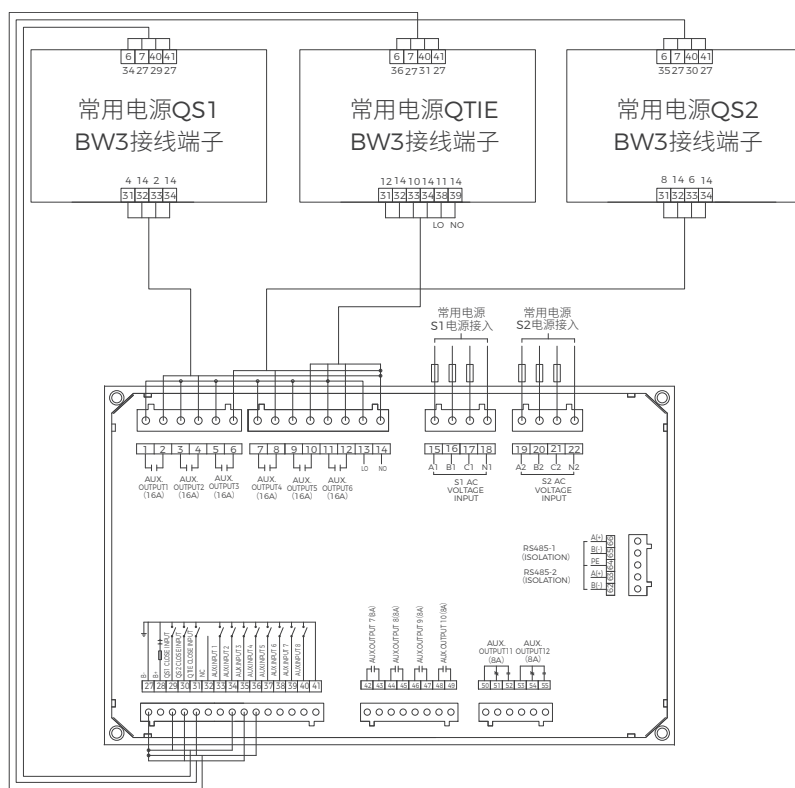 6 7 40 41
34 27 29 27
常用电源QS1
BW3接线端子
4 14 2 14
31 32 33 34
6 7 40 41
36 27 31 27
常用电源QTIE
BW3接线端子
12 14 10 14 11 14
31 32 33 34 38 39
LO NO
6 7 40 41
35 27 30 27
常用电源QS2
BW3接线端子
8 14 6 14
31 32 33 34
常用电源
S1电源接入
常用电源
S2电源接入
1 2 3 4 5 6
AUX.
OUTPUT1
(16A)
AUX.
OUTPUT2
(16A)
AUX.
OUTPUT3
(16A)
7 8 9 10 11 12 13 14
AUX.
OUTPUT4
(16A)
AUX.
OUTPUT5
(16A)
AUX.
OUTPUT6
(16A)
LO NO
15 16 17 18
A1 B1 C1 N1
S1 AC
VOLTAGE
INPUT
19 20 21 22
A2 B2 C2 N2
S2 AC
VOLTAGE
INPUT
RS485-1
(ISOLATION)
RS485-2
(ISOLATION)
A(+) 66
B(-) 65
PE 64
A(+) 63
B(-) 62
B-
B+
QS1 CLOSE INPUT
QS2 CLOSE INPUT
QTIE CLOSE INPUT
NC
AUX.INPUT 1
AUX.INPUT 2
AUX.INPUT 3
AUX.INPUT 4
AUX.INPUT 5
AUX.INPUT 6
AUX.INPUT 7
AUX.INPUT 8
27 28 29 30 31 32 33 34 35 36 37 38 39 40 41
AUX.OUTPUT 7(8A)
AUX.OUTPUT 8(8A)
AUX.OUTPUT 9(8A)
AUX.OUTPUT 10(8A)
42 43 44 45 46 47 48 49
AUX.
OUTPUT11
(8A)
AUX.
OUTPUT12
(8A)
50 51 52 53 54 55